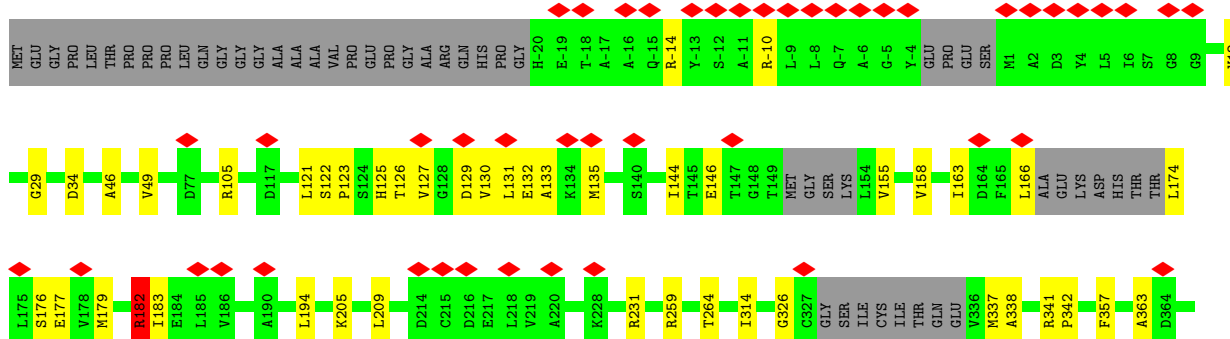 MET GLU GLY PRO LEU THR PRO PRO PRO LEU GLN GLY GLY GLY GLY ALA ALA ALA VAL PRO GLU PRO GLY ALA ARG GLN HIS PRO GLY H-20 E-19 T-18 A-17 A-16 Q-15 R-14 Y-13 S-12 A-11 R-10 L-9 L-8 Q-7 A-6 G-5 Y-4 GLU PRO GLU SER M1 A2 D3 Y4 L5 I6 S7 G8 G9
G29 D34 A46 V49 D77 R105 D117 L121 S122 P123 S124 H125 T126 V127 G128 D129 V130 L131 E132 A133 K134 M135 S140 I144 T145 E146 T147 G148 T149 MET GLY SER LYS L154 V155 V158 I163 D164 F165 L166 ALA GLU LYS ASP HIS THR THR L174
L175 S176 E177 V178 M179 R182 I183 E184 L185 V186 A190 L194 K205 L209 D214 C215 D216 E217 L218 V219 A220 K228 R231 R259 T264 I314 G326 C327 GLY SER ILE CYS ILE THR GLN GLU V336 M337 A338 R341 P342 F357 A363 D364